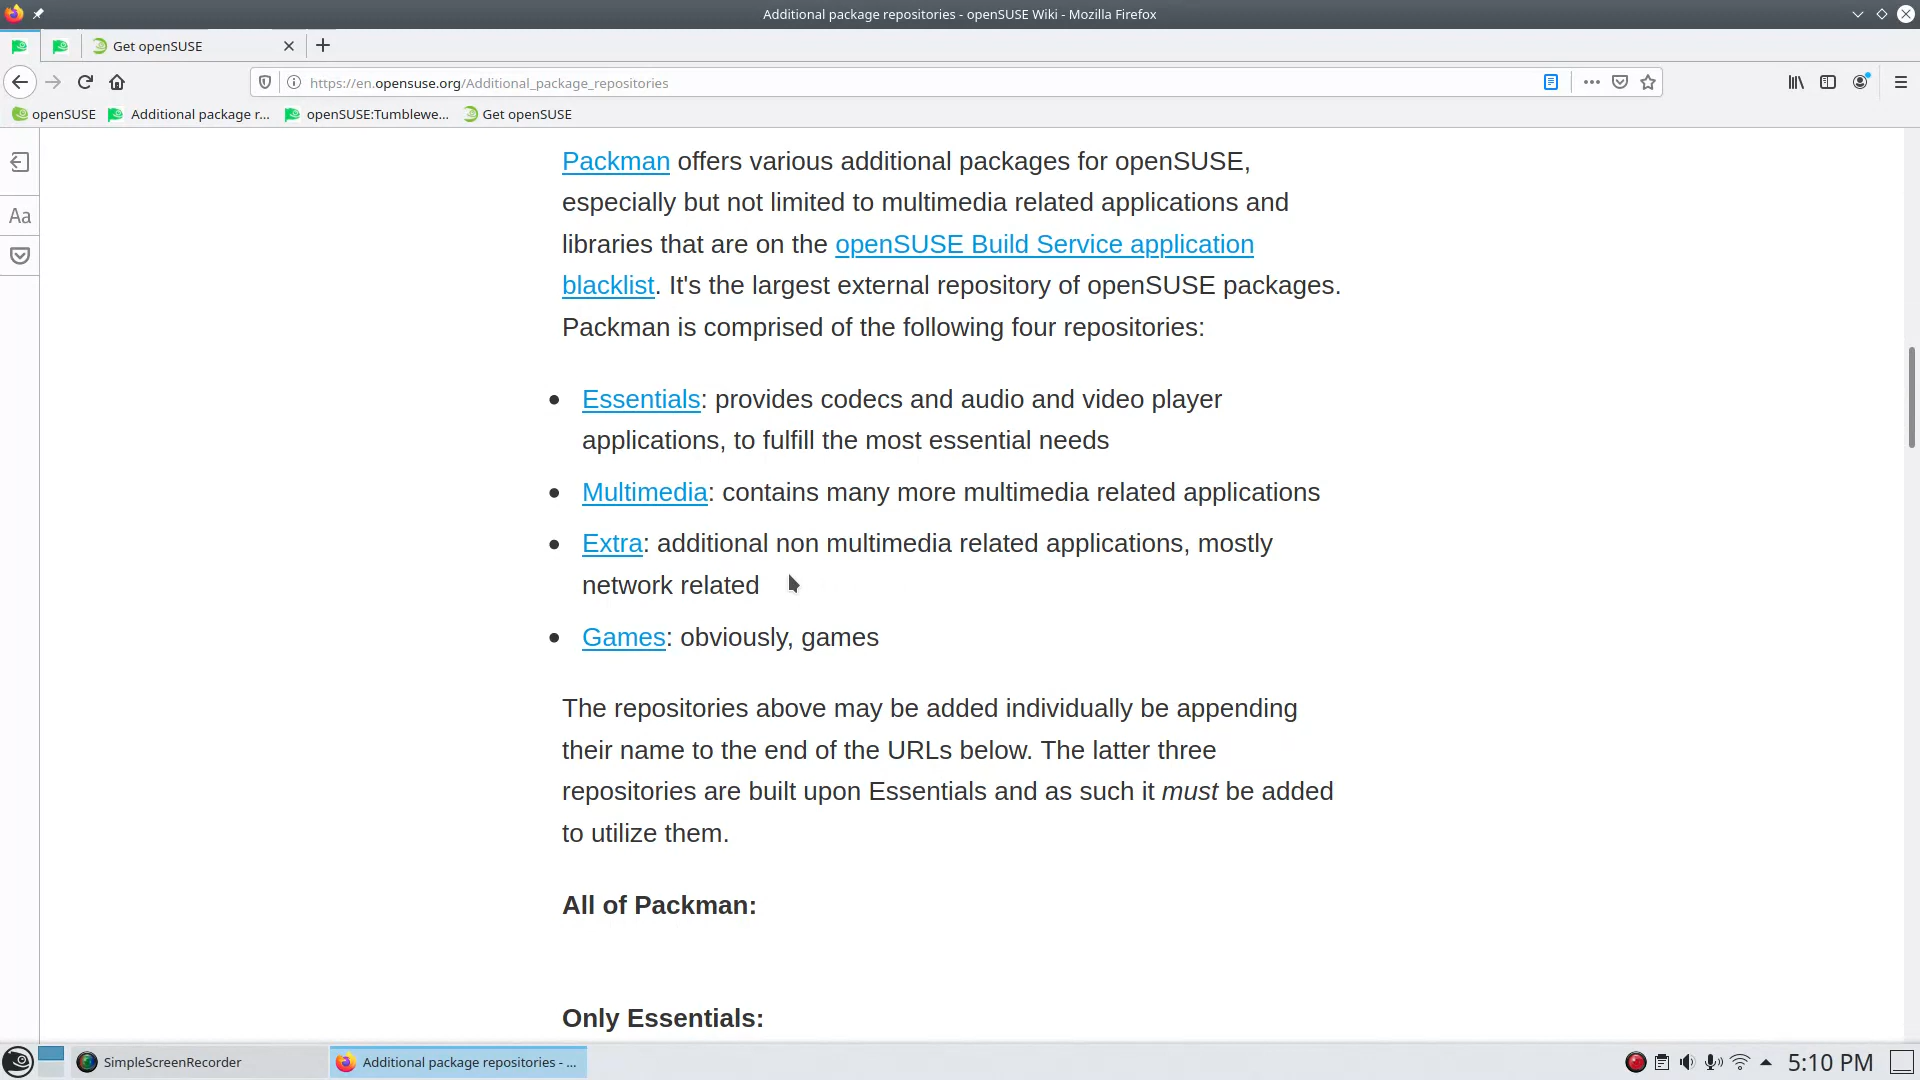 Additional package repositories - openSUSE Wiki - Mozilla Firefox
Get openSUSE
https://en.opensuse.org/Additional_package_repositories
openSUSE
Additional package r...
openSUSE:Tumblewe...
Get openSUSE
Aa
Packman offers various additional packages for openSUSE,
especially but not limited to multimedia related applications and
libraries that are on the openSUSE Build Service application
blacklist. It's the largest external repository of openSUSE packages.
Packman is comprised of the following four repositories:
• Essentials: provides codecs and audio and video player
applications, to fulfill the most essential needs
• Multimedia: contains many more multimedia related applications
• Extra: additional non multimedia related applications, mostly
network related
• Games: obviously, games
The repositories above may be added individually be appending
their name to the end of the URLs below. The latter three
repositories are built upon Essentials and as such it must be added
to utilize them.
All of Packman:
Only Essentials:
SimpleScreenRecorder
Additional package repositories - ...
5:10 PM